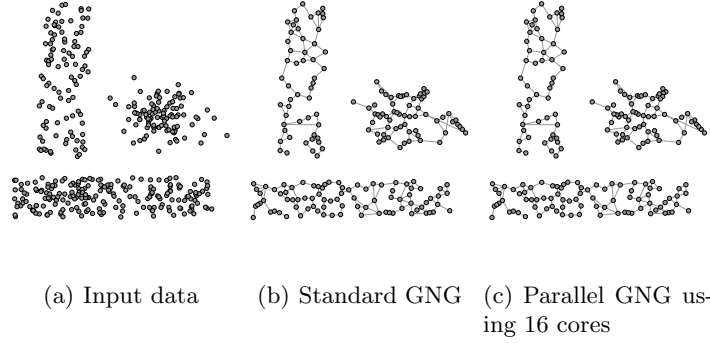 (a) Input data
(b) Standard GNG
(c) Parallel GNG us-
ing 16 cores